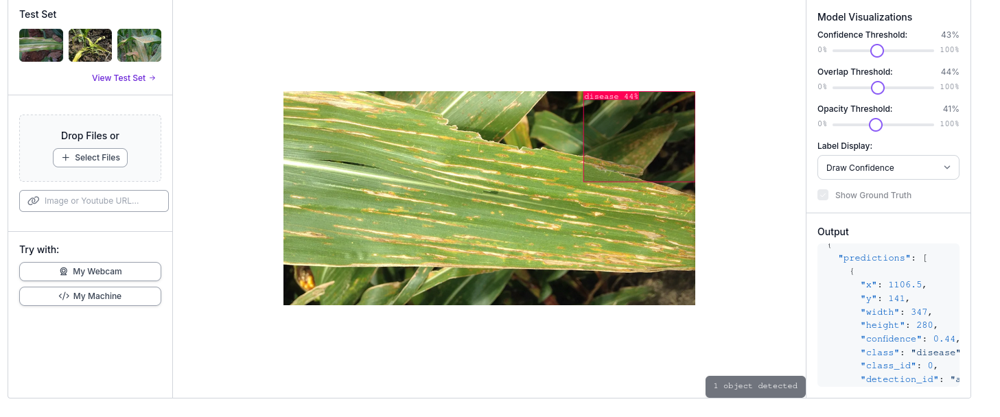 Test Set
View Test Set →
Drop Files or
+ Select Files
Image or Youtube URL...
Try with:
My Webcam
</> My Machine
disease 44%
1 object detected
Model Visualizations
Confidence Threshold: 43%
0% 100%
Overlap Threshold: 44%
0% 100%
Opacity Threshold: 41%
0% 100%
Label Display:
Draw Confidence
Show Ground Truth
Output
{
"predictions": [
{
"x": 1106.5,
"y": 141,
"width": 347,
"height": 280,
"confidence": 0.44,
"class": "disease"
"class_id": 0,
"detection_id": "a